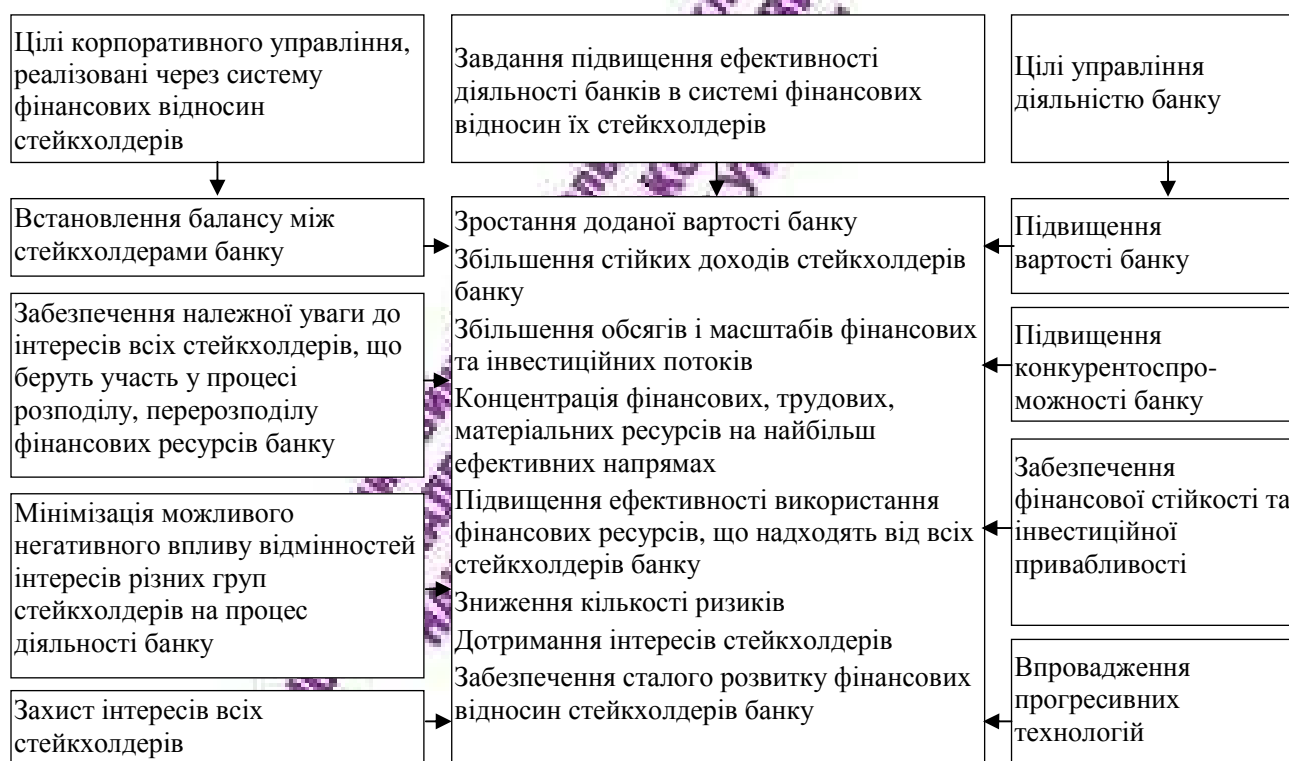 Цілі корпоративного управління,
реалізовані через систему
фінансових відносин
стейкхолдерів
Завдання підвищення ефективності
діяльності банків в системі фінансових
відносин їх стейкхолдерів
Цілі управління
діяльністю банку
Встановлення балансу між
стейкхолдерами банку
Забезпечення належної уваги до
інтересів всіх стейкхолдерів, що
беруть участь у процесі
розподілу, перерозподілу
фінансових ресурсів банку
Мінімізація можливого
негативного впливу відмінностей
інтересів різних груп
стейкхолдерів на процес
діяльності банку
Захист інтересів всіх
стейкхолдерів
Зростання доданої вартості банку
Збільшення стійких доходів стейкхолдерів
банку
Збільшення обсягів і масштабів фінансових
та інвестиційних потоків
Концентрація фінансових, трудових,
матеріальних ресурсів на найбільш
ефективних напрямах
Підвищення ефективності використання
фінансових ресурсів, що надходять від всіх
стейкхолдерів банку
Зниження кількості ризиків
Дотримання інтересів стейкхолдерів
Забезпечення сталого розвитку фінансових
відносин стейкхолдерів банку
Підвищення
вартості банку
Підвищення
конкурентоспро-
можності банку
Забезпечення
фінансової стійкості та
інвестиційної
привабливості
Впровадження
прогресивних
технологій